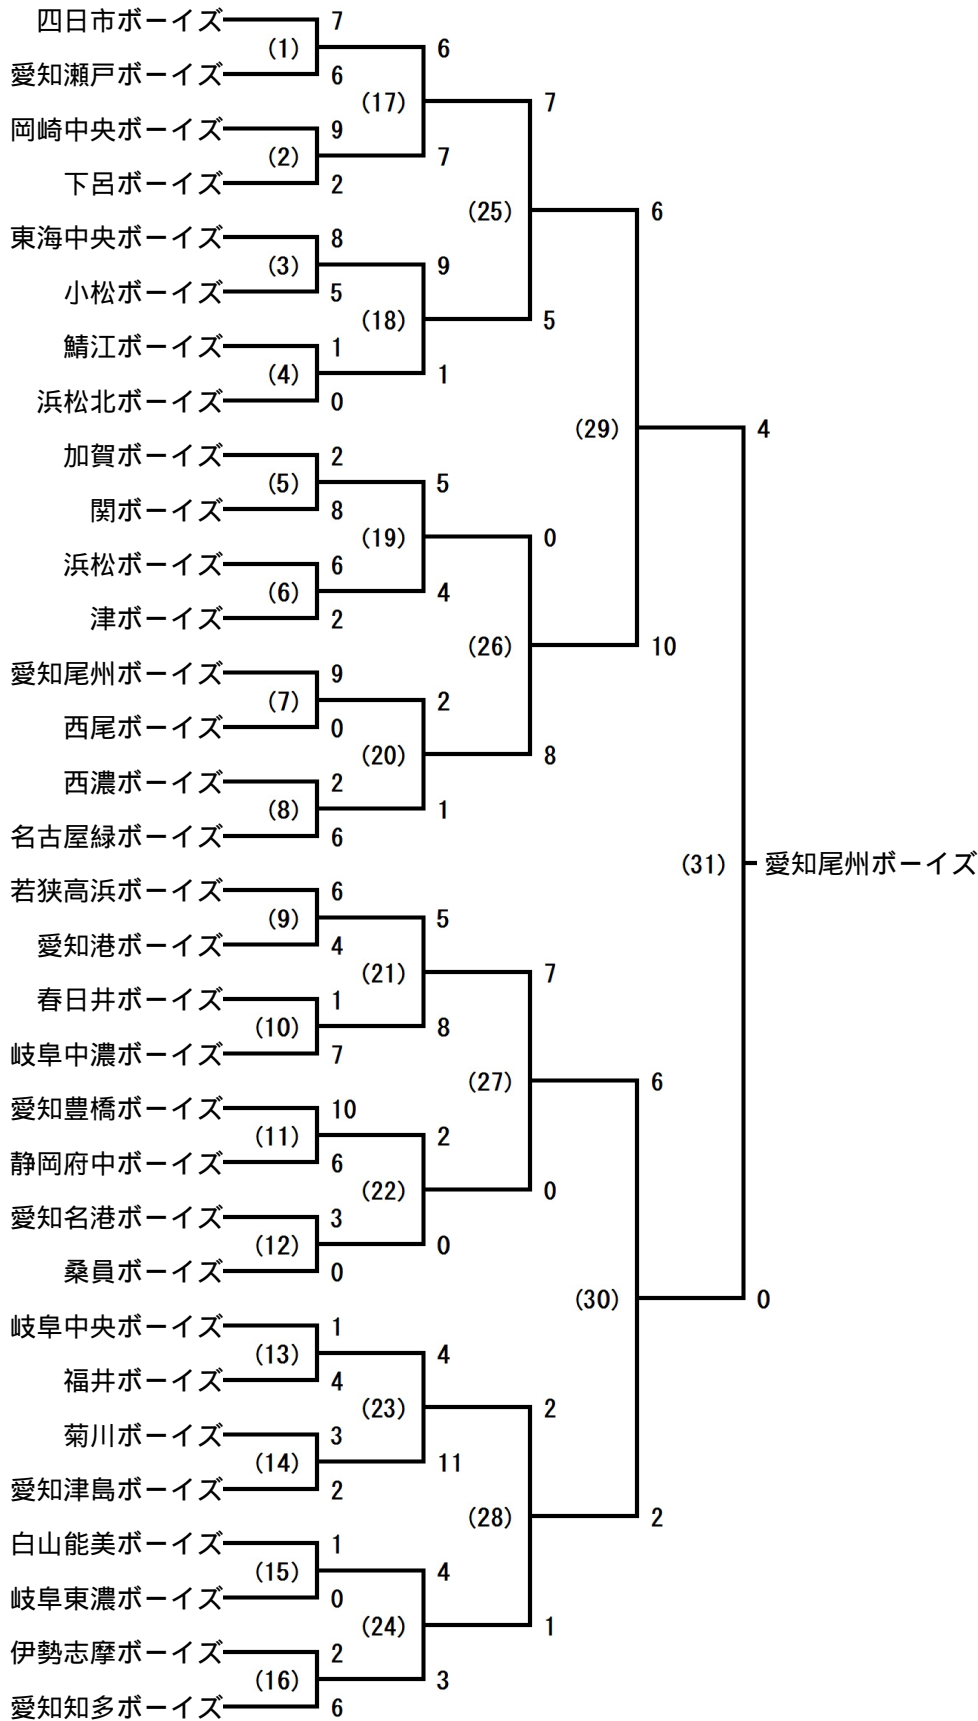 四日市ボーイズ 7
(1) 6
愛知瀬戸ボーイズ 6
(17) 7
岡崎中央ボーイズ 9
(2) 7
下呂ボーイズ 2
(25) 6
東海中央ボーイズ 8
(3) 9
小松ボーイズ 5
(18) 5
鯖江ボーイズ 1
(4) 1
浜松北ボーイズ 0
(29) 4
加賀ボーイズ 2
(5) 5
関ボーイズ 8
(19) 0
浜松ボーイズ 6
(6) 4
津ボーイズ 2
(26) 10
愛知尾州ボーイズ 9
(7) 2
西尾ボーイズ 0
(20) 8
西濃ボーイズ 2
(8) 1
名古屋緑ボーイズ 6
(31) 愛知尾州ボーイズ
若狭高浜ボーイズ 6
(9) 5
愛知港ボーイズ 4
(21) 7
春日井ボーイズ 1
(10) 8
岐阜中濃ボーイズ 7
(27) 6
愛知豊橋ボーイズ 10
(11) 2
静岡府中ボーイズ 6
(22) 0
愛知名港ボーイズ 3
(12) 0
桑員ボーイズ 0
(30) 0
岐阜中央ボーイズ 1
(13) 4
福井ボーイズ 4
(23) 2
菊川ボーイズ 3
(14) 11
愛知津島ボーイズ 2
(28) 2
白山能美ボーイズ 1
(15) 4
岐阜東濃ボーイズ 0
(24) 1
伊勢志摩ボーイズ 2
(16) 3
愛知知多ボーイズ 6